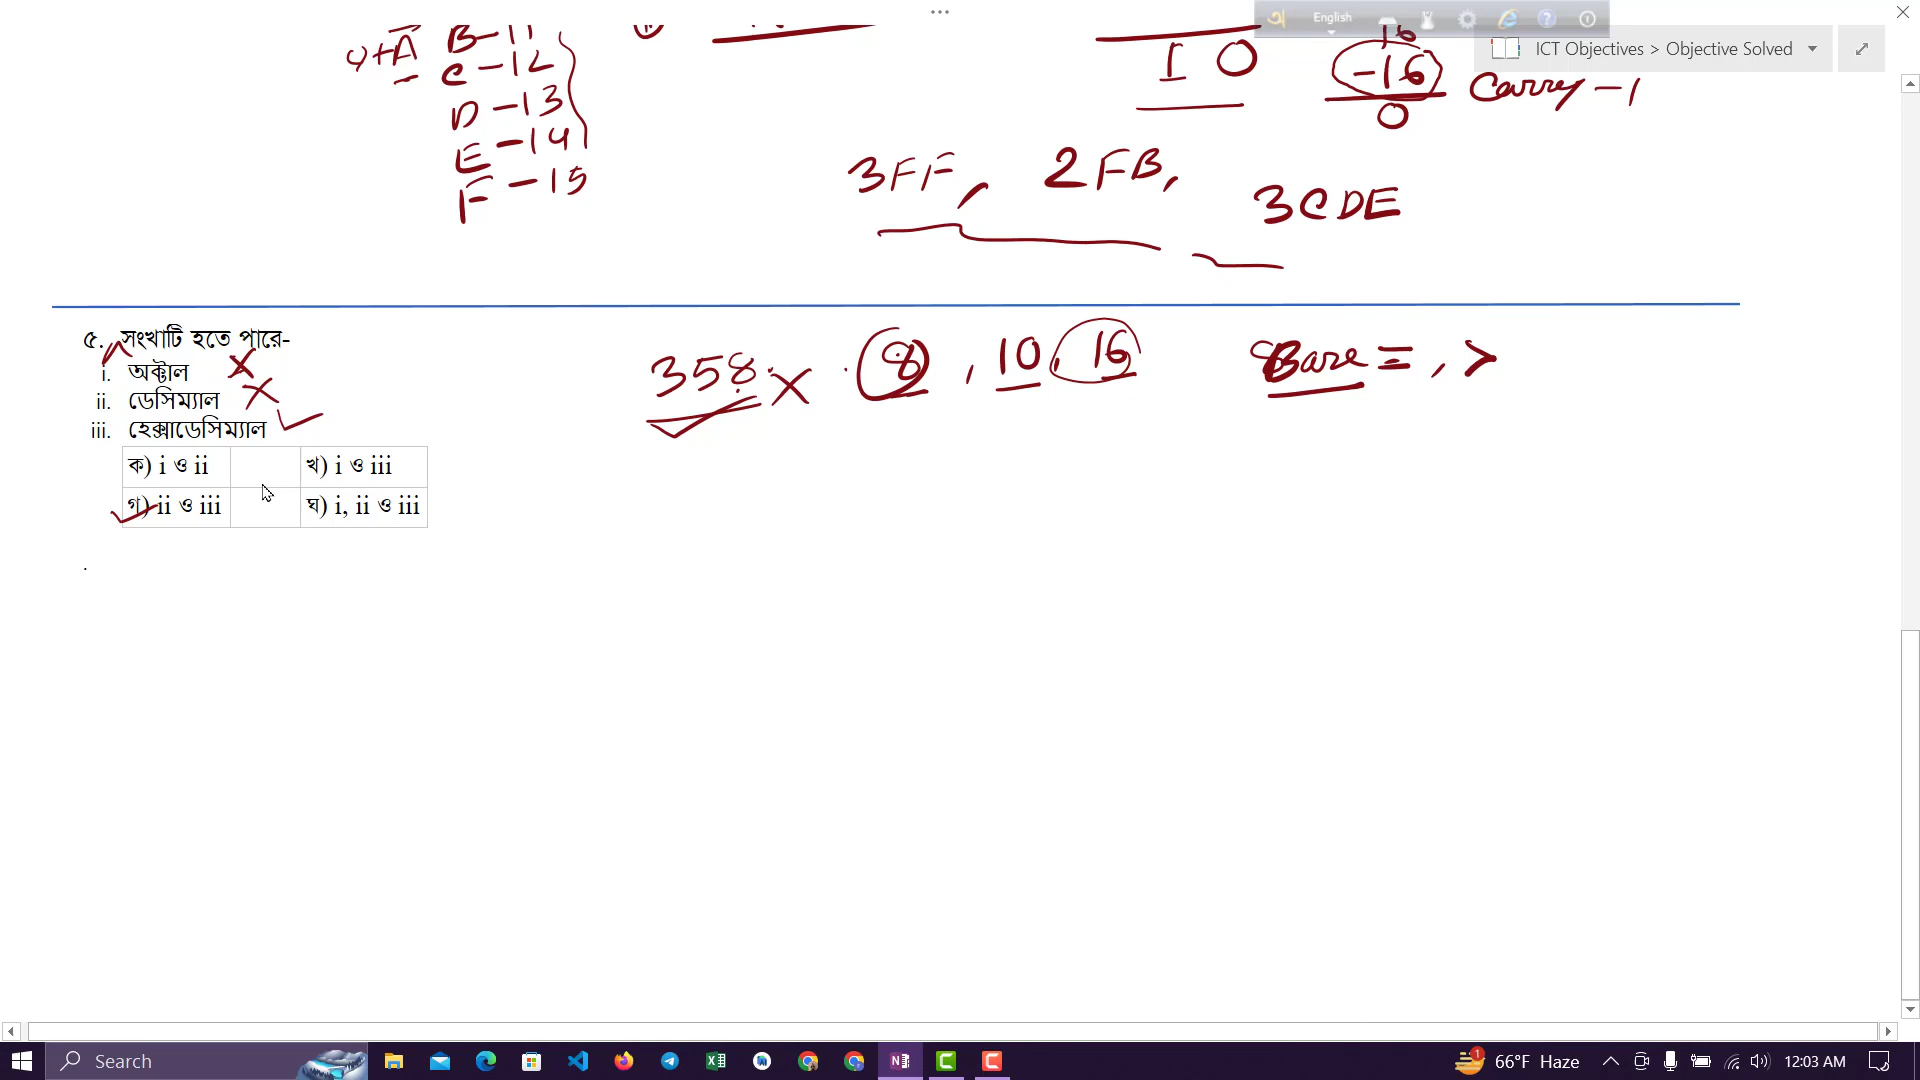 English
ICT Objectives > Objective Solved
4+A B-11
C-12
D-13
E-14
F-15
1 0
16
-16 Carry-1
0
3FF, 2FB, 3CDE
৫. সংখাটি হতে পারে-
i. অক্টাল
ii. ডেসিম্যাল
iii. হেক্সাডেসিম্যাল
ক) i ও ii খ) i ও iii
গ) ii ও iii ঘ) i, ii ও iii
.
358 8, 10, 16 Base =, >
Search
66°F Haze 12:03 AM